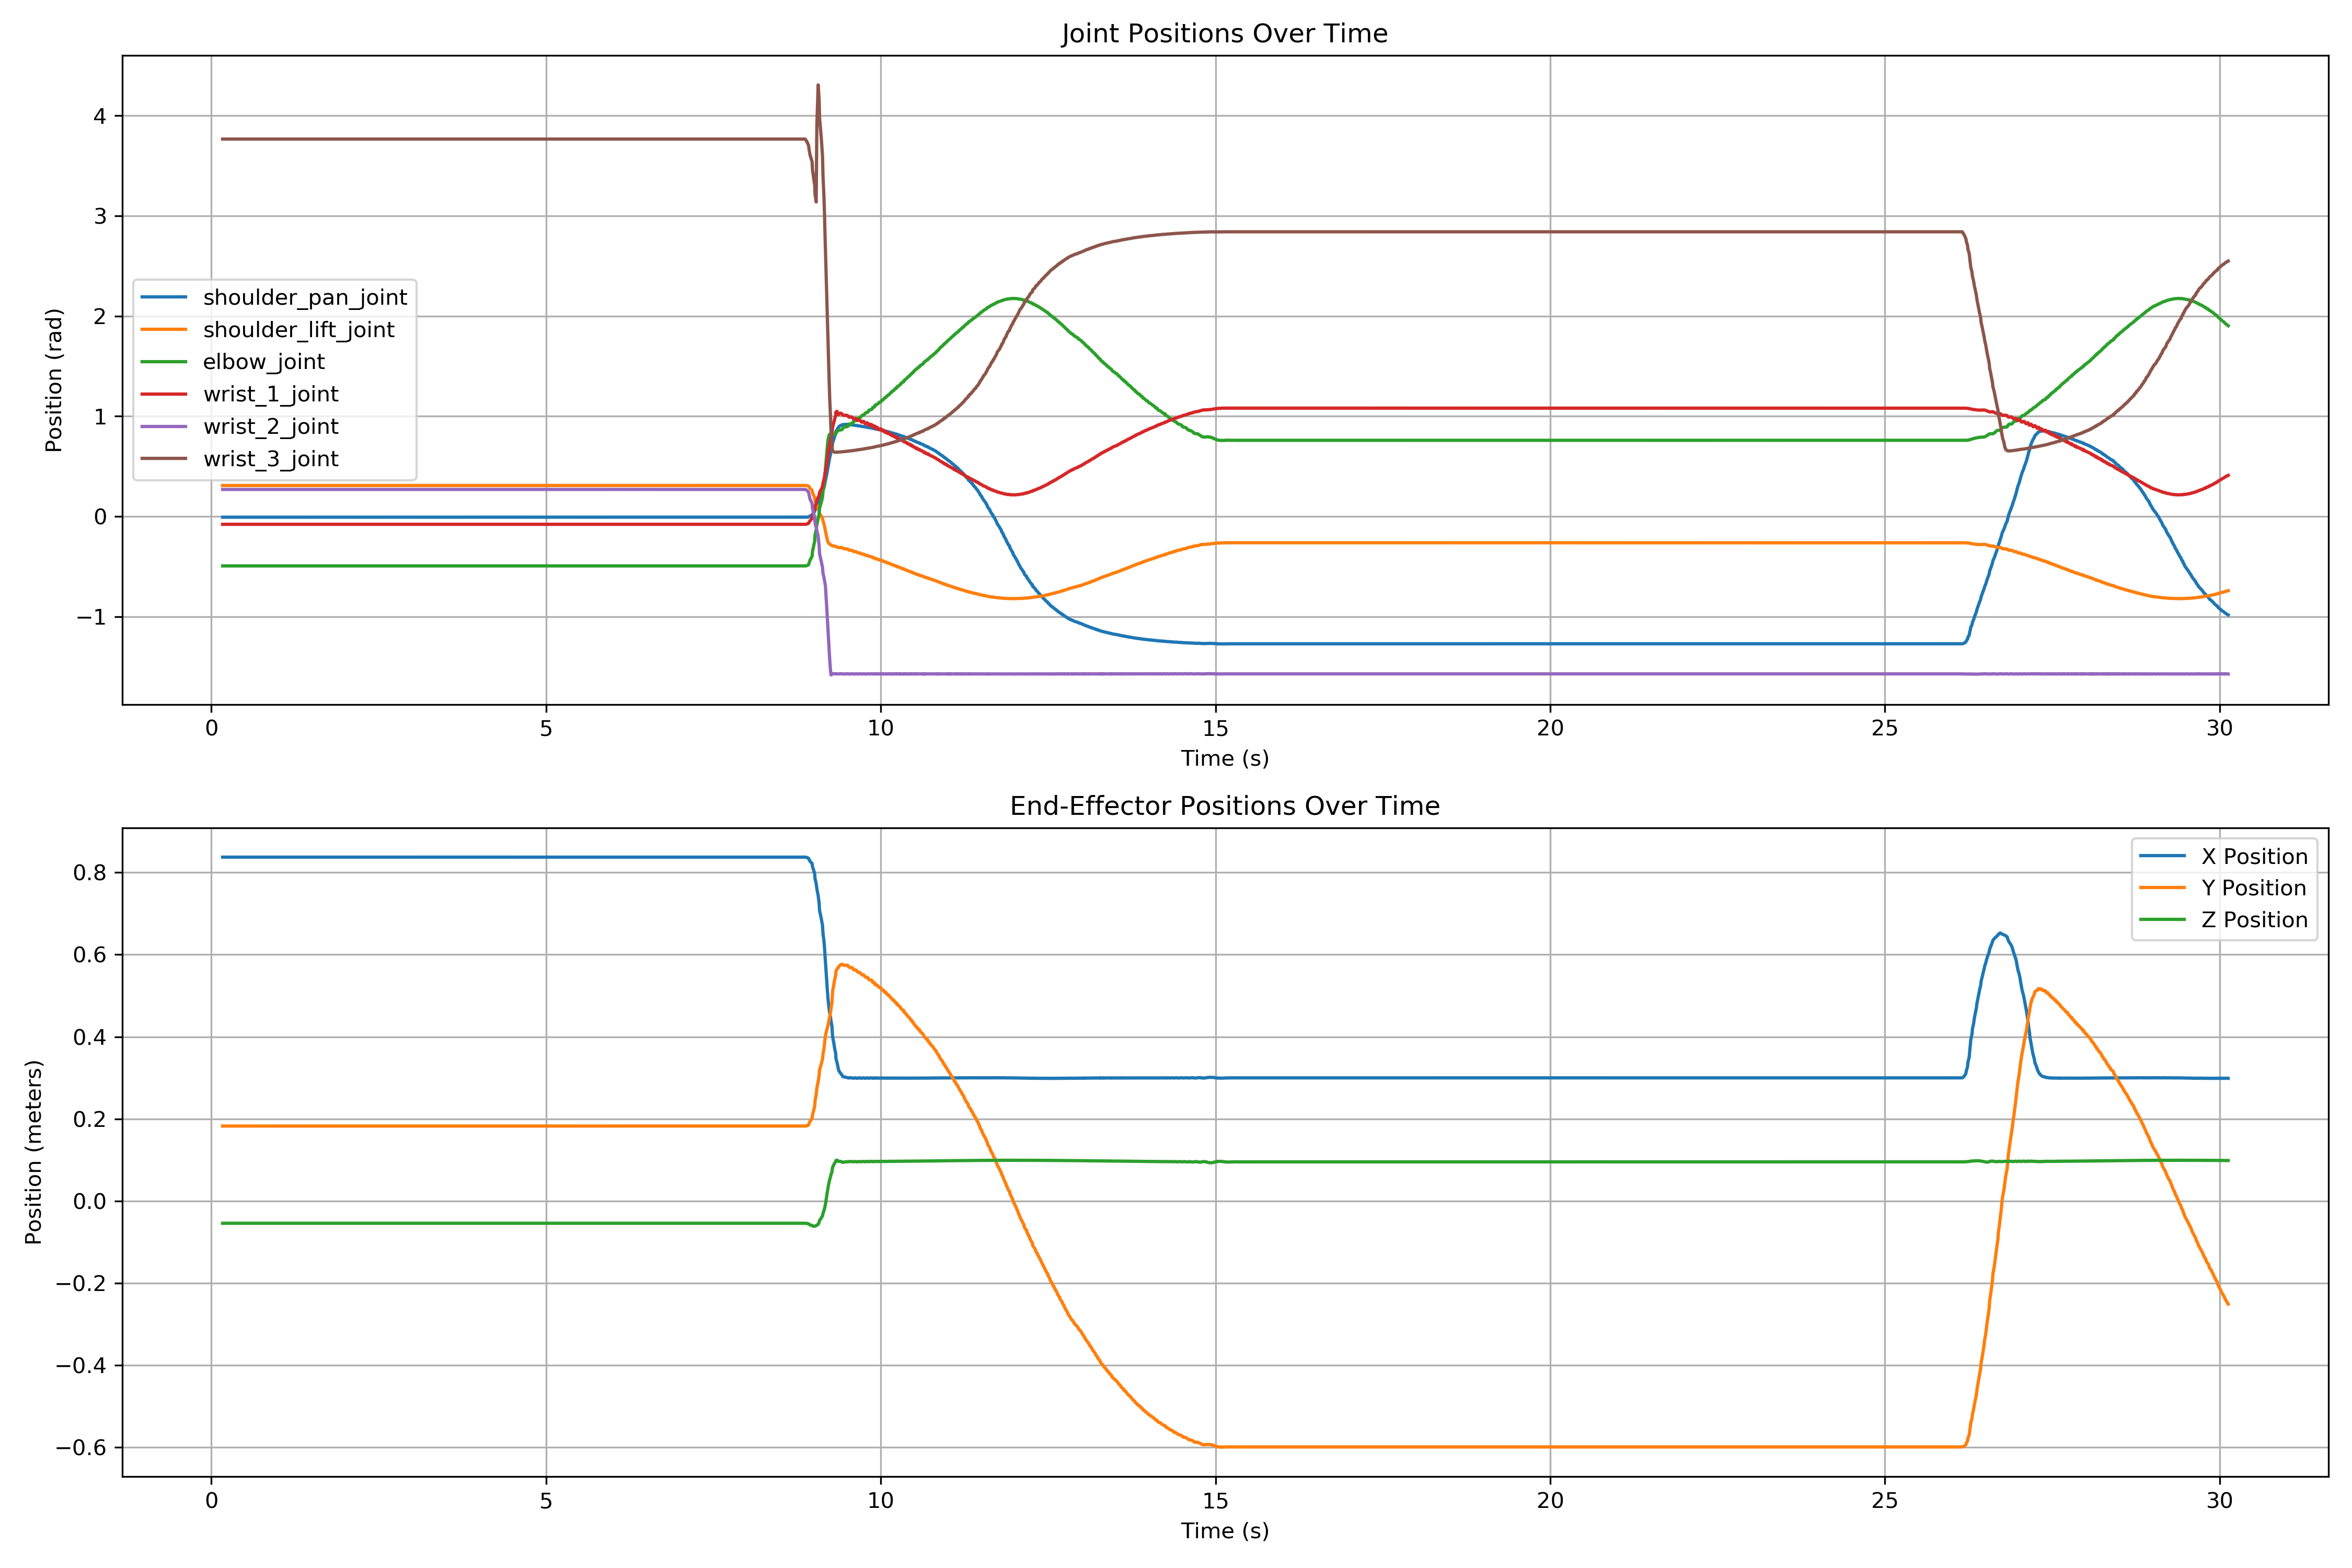 Joint Positions Over Time
Position (rad)
4
3
2
1
0
−1
shoulder_pan_joint
shoulder_lift_joint
elbow_joint
wrist_1_joint
wrist_2_joint
wrist_3_joint
0 5 10 15 20 25 30
Time (s)
End-Effector Positions Over Time
Position (meters)
0.8
0.6
0.4
0.2
0.0
−0.2
−0.4
−0.6
X Position
Y Position
Z Position
0 5 10 15 20 25 30
Time (s)